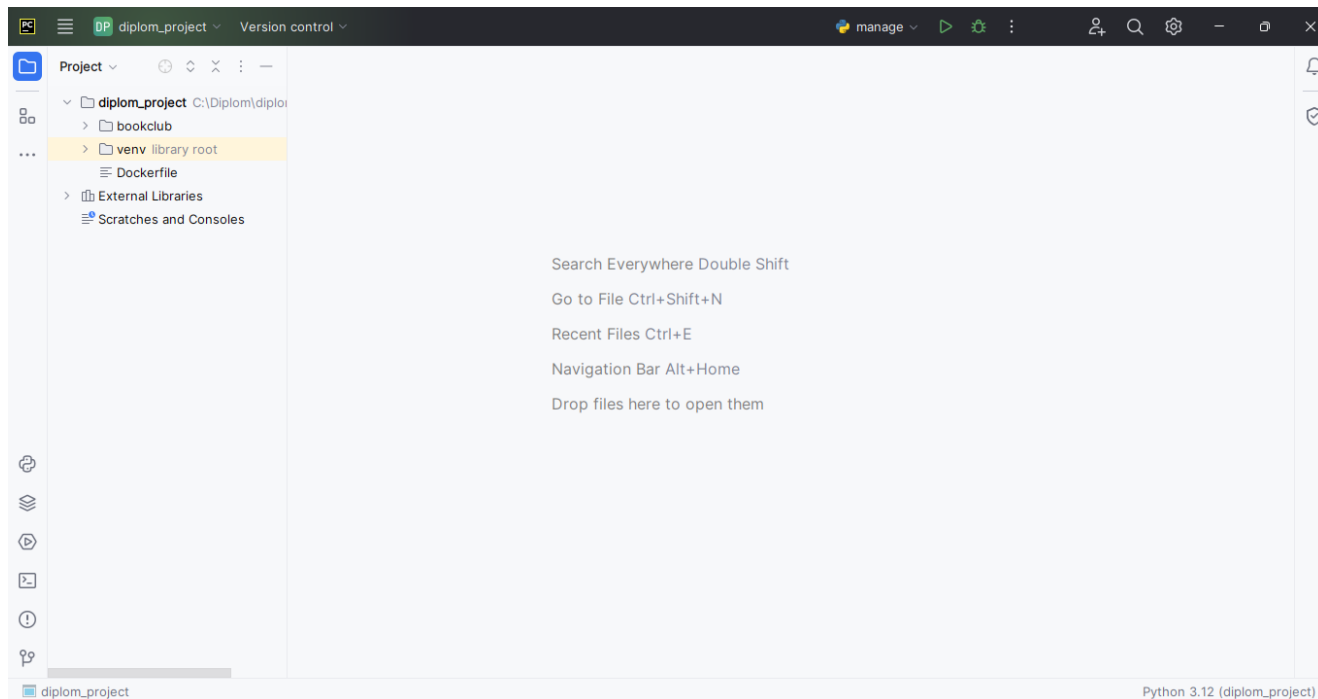 PC DP diplom_project Version control manage
Project
diplom_project C:\Diplom\diplo
bookclub
venv library root
Dockerfile
External Libraries
Scratches and Consoles
Search Everywhere Double Shift
Go to File Ctrl+Shift+N
Recent Files Ctrl+E
Navigation Bar Alt+Home
Drop files here to open them
diplom_project Python 3.12 (diplom_project)